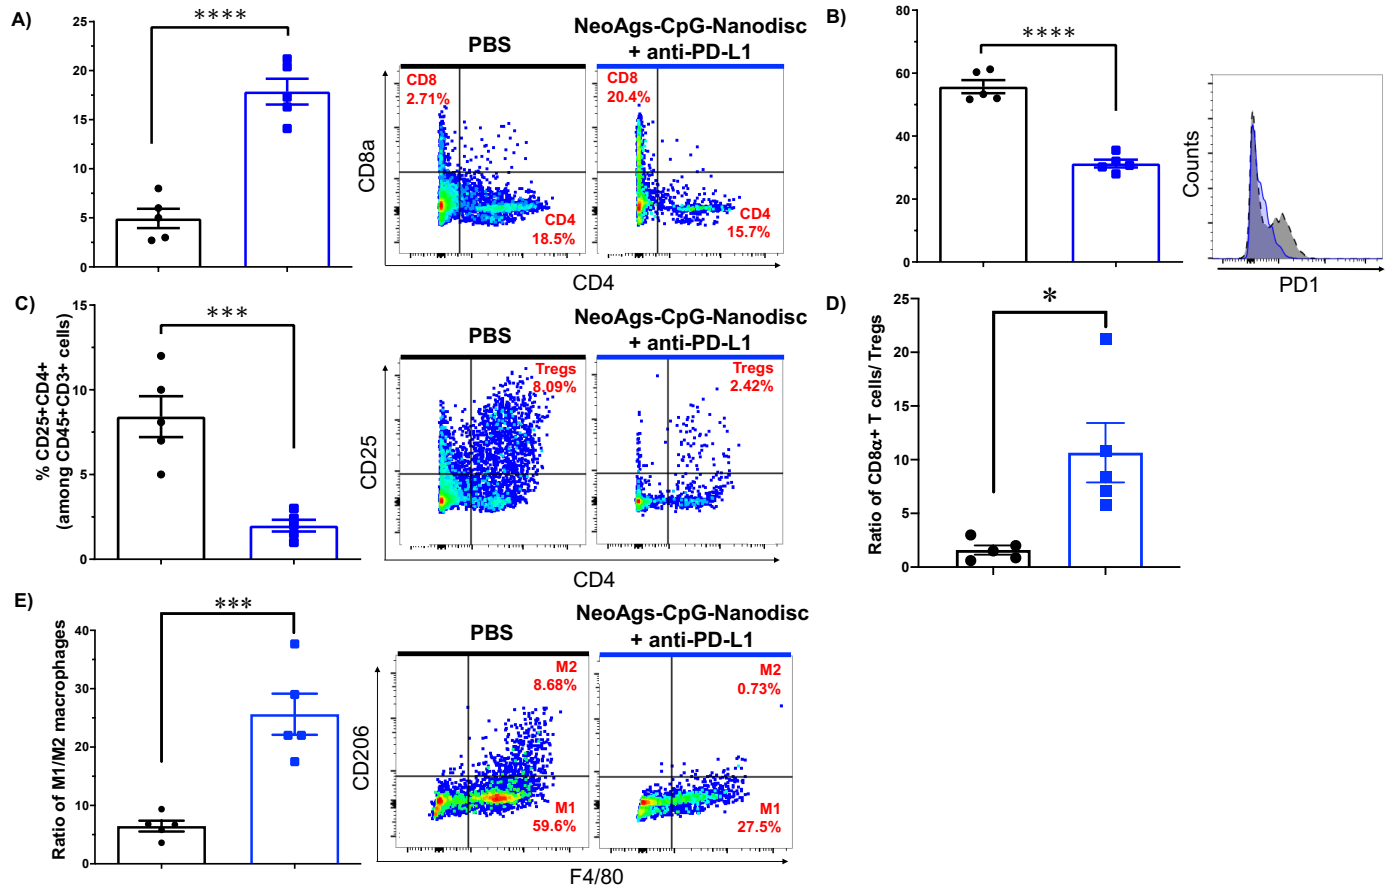 A)
25
20
15
10
5
0
****
PBS
NeoAgs-CpG-Nanodisc
+ anti-PD-L1
CD8a
CD8
2.71%
CD4
18.5%
CD8
20.4%
CD4
15.7%
CD4
B)
80
60
40
20
0
****
Counts
PD1
C)
% CD25+CD4+
(among CD45+CD3+ cells)
15
10
5
0
***
PBS
NeoAgs-CpG-Nanodisc
+ anti-PD-L1
CD25
Tregs
8.09%
Tregs
2.42%
CD4
D)
Ratio of CD8α+ T cells/ Tregs
25
20
15
10
5
0
*
E)
Ratio of M1/M2 macrophages
40
30
20
10
0
***
PBS
NeoAgs-CpG-Nanodisc
+ anti-PD-L1
CD206
M2
8.68%
M1
59.6%
M2
0.73%
M1
27.5%
F4/80